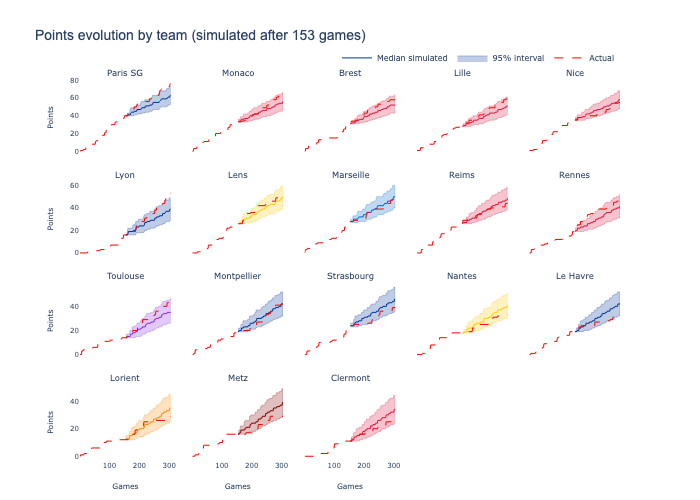 Points evolution by team (simulated after 153 games)
Median simulated 95% interval Actual
Paris SG Monaco Brest Lille Nice
80
60
40
20
0
Points
Lyon Lens Marseille Reims Rennes
60
40
20
0
Points
Toulouse Montpellier Strasbourg Nantes Le Havre
40
20
0
Points
Lorient Metz Clermont
40
20
0
Points
100 200 300 100 200 300 100 200 300
Games Games Games